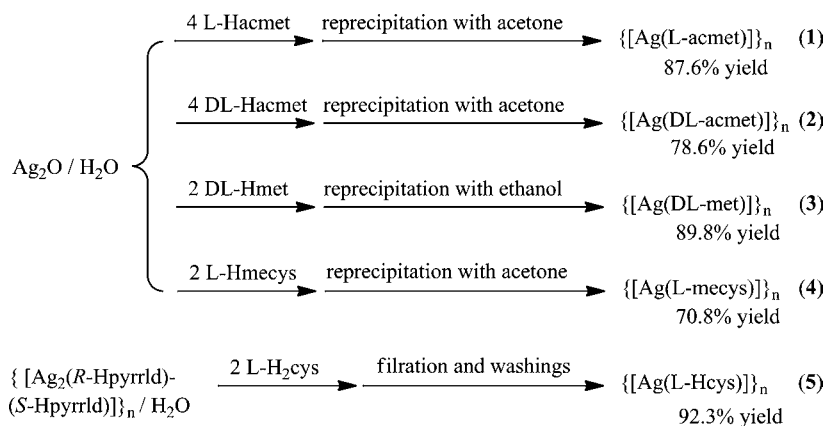 4 L-Hacmet reprecipitation with acetone {[Ag(L-acmet)]}n (1)
87.6% yield
4 DL-Hacmet reprecipitation with acetone {[Ag(DL-acmet)]}n (2)
78.6% yield
Ag2O / H2O
2 DL-Hmet reprecipitation with ethanol {[Ag(DL-met)]}n (3)
89.8% yield
2 L-Hmecys reprecipitation with acetone {[Ag(L-mecys)]}n (4)
70.8% yield
{ [Ag2(R-Hpyrrld)-
(S-Hpyrrld)]}n / H2O
2 L-H2cys filration and washings {[Ag(L-Hcys)]}n (5)
92.3% yield